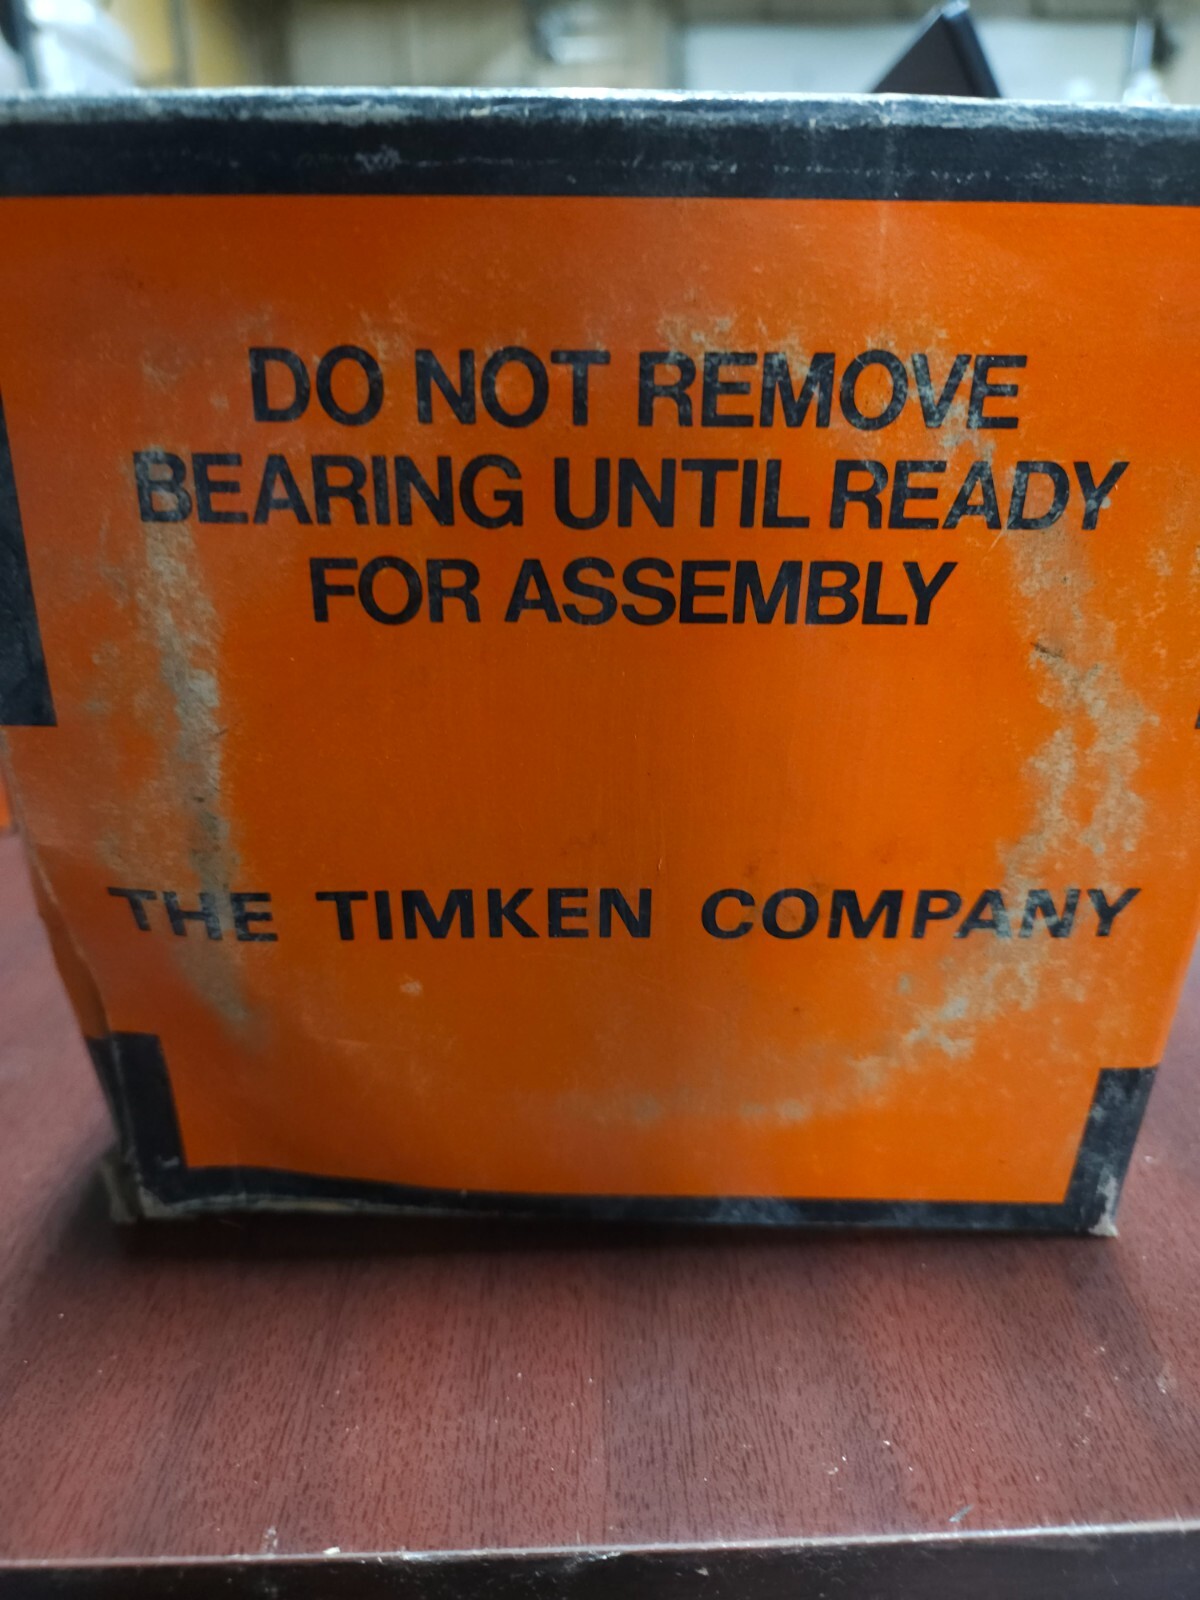 DO NOT REMOVE
BEARING UNTIL READY
FOR ASSEMBLY
THE TIMKEN COMPANY